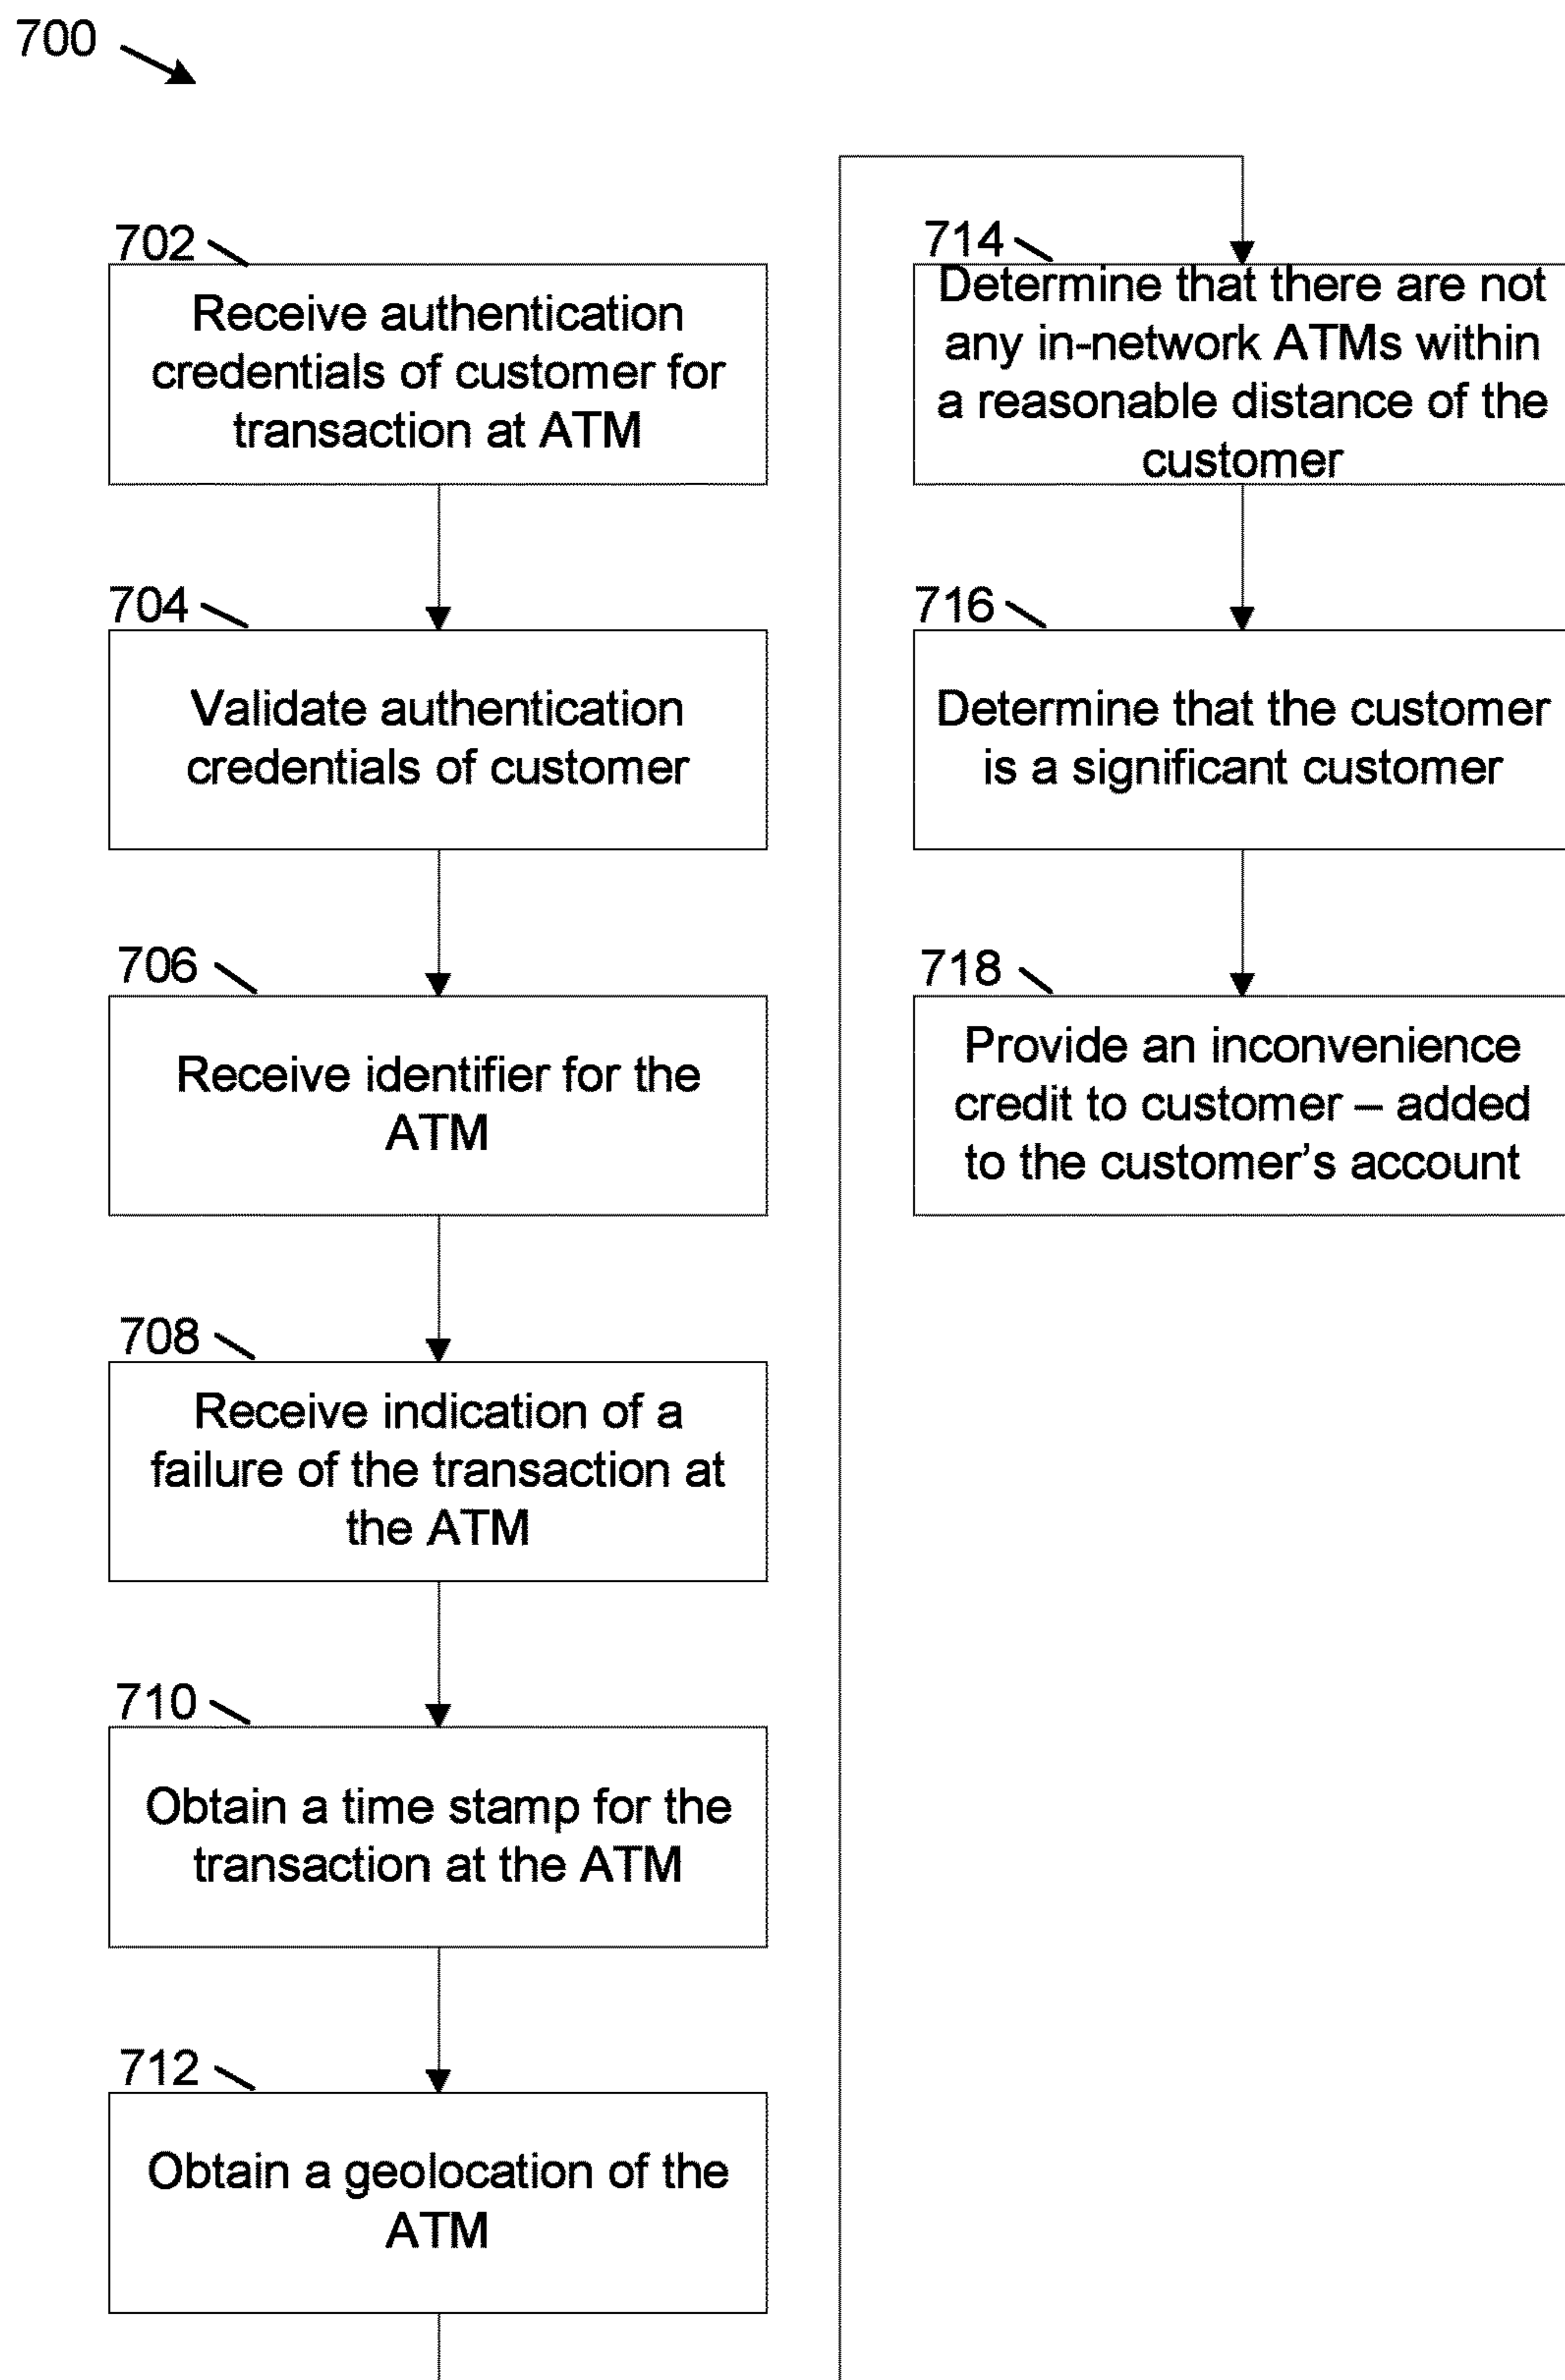 700
702
Receive authentication
credentials of customer for
transaction at ATM
704
Validate authentication
credentials of customer
706
Receive identifier for the
ATM
708
Receive indication of a
failure of the transaction at
the ATM
710
Obtain a time stamp for the
transaction at the ATM
712
Obtain a geolocation of the
ATM
714
Determine that there are not
any in-network ATMs within
a reasonable distance of the
customer
716
Determine that the customer
is a significant customer
718
Provide an inconvenience
credit to customer – added
to the customer's account